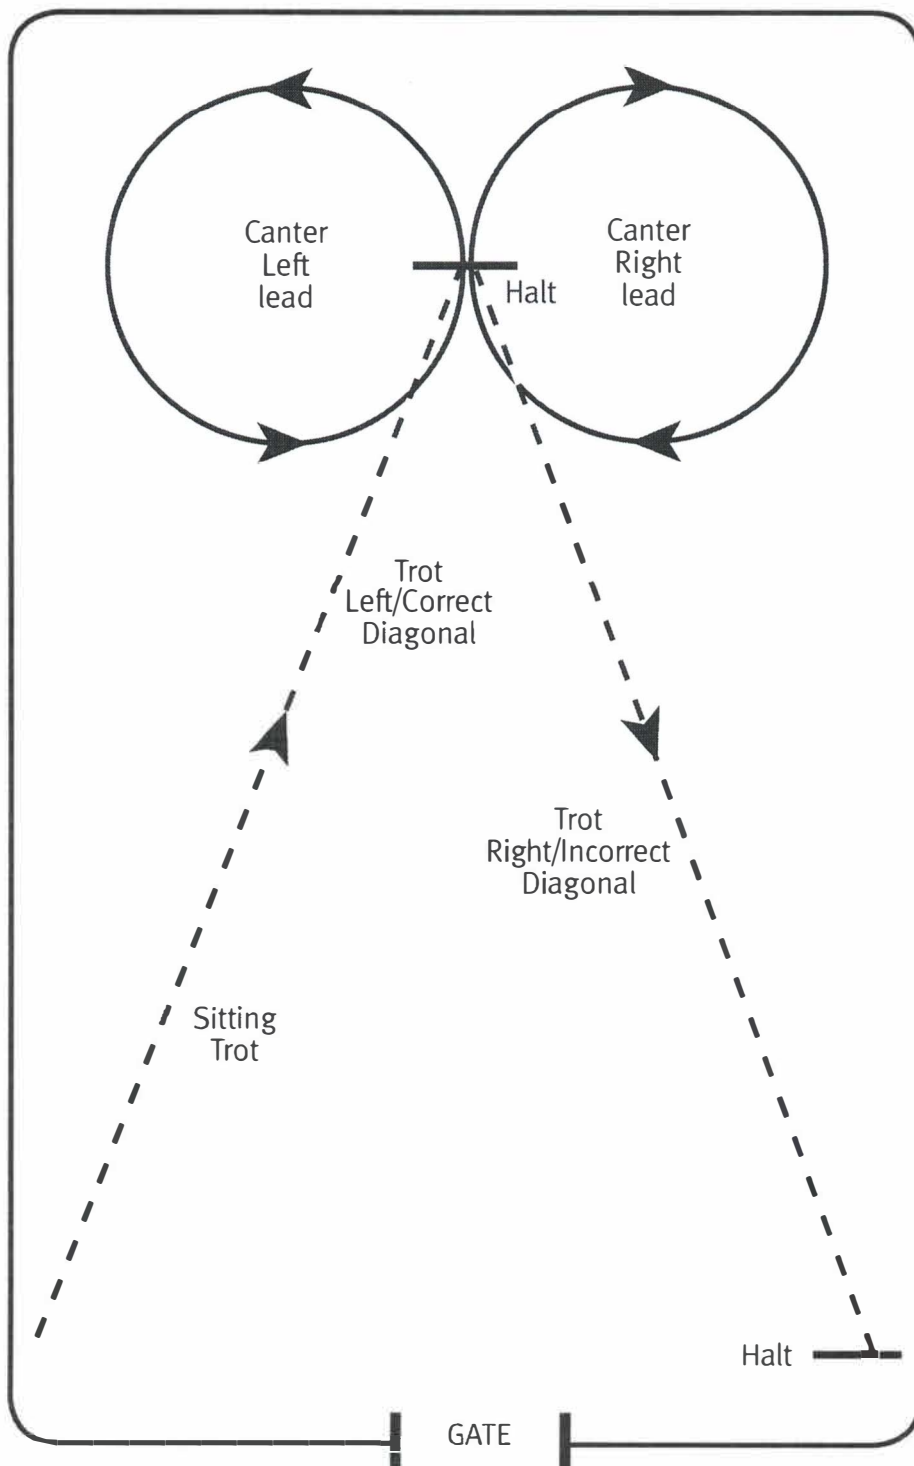 Canter
Left
lead
Canter
Right
lead
Halt
Trot
Left/Correct
Diagonal
Trot
Right/Incorrect
Diagonal
Sitting
Trot
Halt
GATE